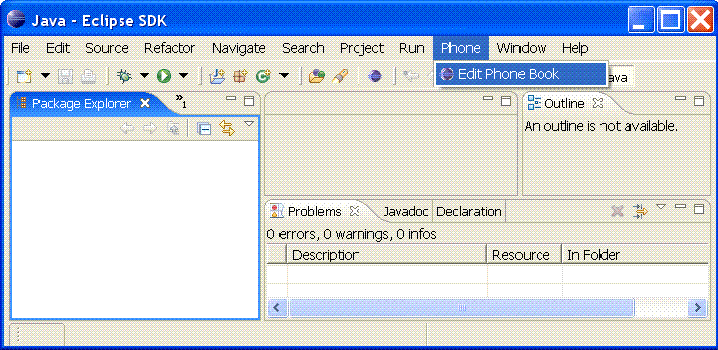 Java - Eclipse SDK
File Edit Source Refactor Navigate Search Project Run Phone Window Help
Edit Phone Book
ava
Package Explorer
»1
Outline
An outline is not available.
Problems Javadoc Declaration
0 errors, 0 warnings, 0 infos
Description Resource In Folder